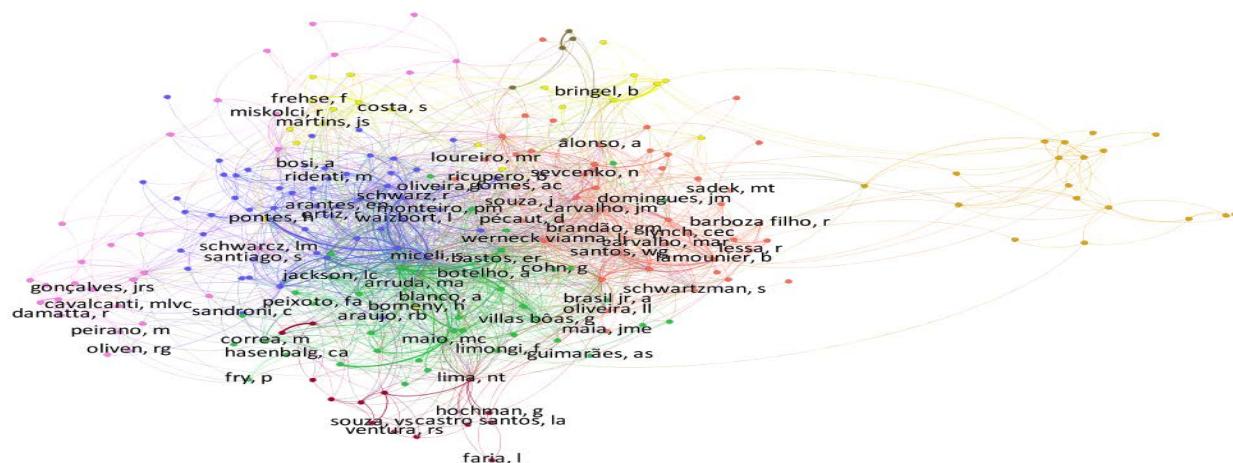 bringel, b
frehse, f
costa, s
miskolci, r
martins, js
alonso, a
loureiro, mr
bosi, a
ridenti, m
ricupero, b
sevcenko, n
gomes, ac
schwarz, r
sadek, mt
souza, j
domingues, jm
monteiro, pm
carvalho, jm
waizbort, l
pécaut, d
barboza filho, r
brandão, gm
werneck vianna, lj
lynch, cec
carvalho, mar
schwarcz, lm
lessa, r
santos, wg
santiago, s
bastos, er
lamounier, b
cohn, g
jackson, lc
botelho, a
arruda, ma
gonçalves, jrs
schwartzman, s
blanco, a
peixoto, fa
brasil jr, a
cavalcanti, mlvc
bomeny, h
oliveira, ll
damatta, r
sandroni, c
araujo, rb
villas bôas, g
maia, jme
peirano, m
correa, m
maio, mc
oliven, rg
hasenbalg, ca
limongi, f
guimarães, as
fry, p
lima, nt
hochman, g
souza, vs
castro santos, la
ventura, rs
faria, l